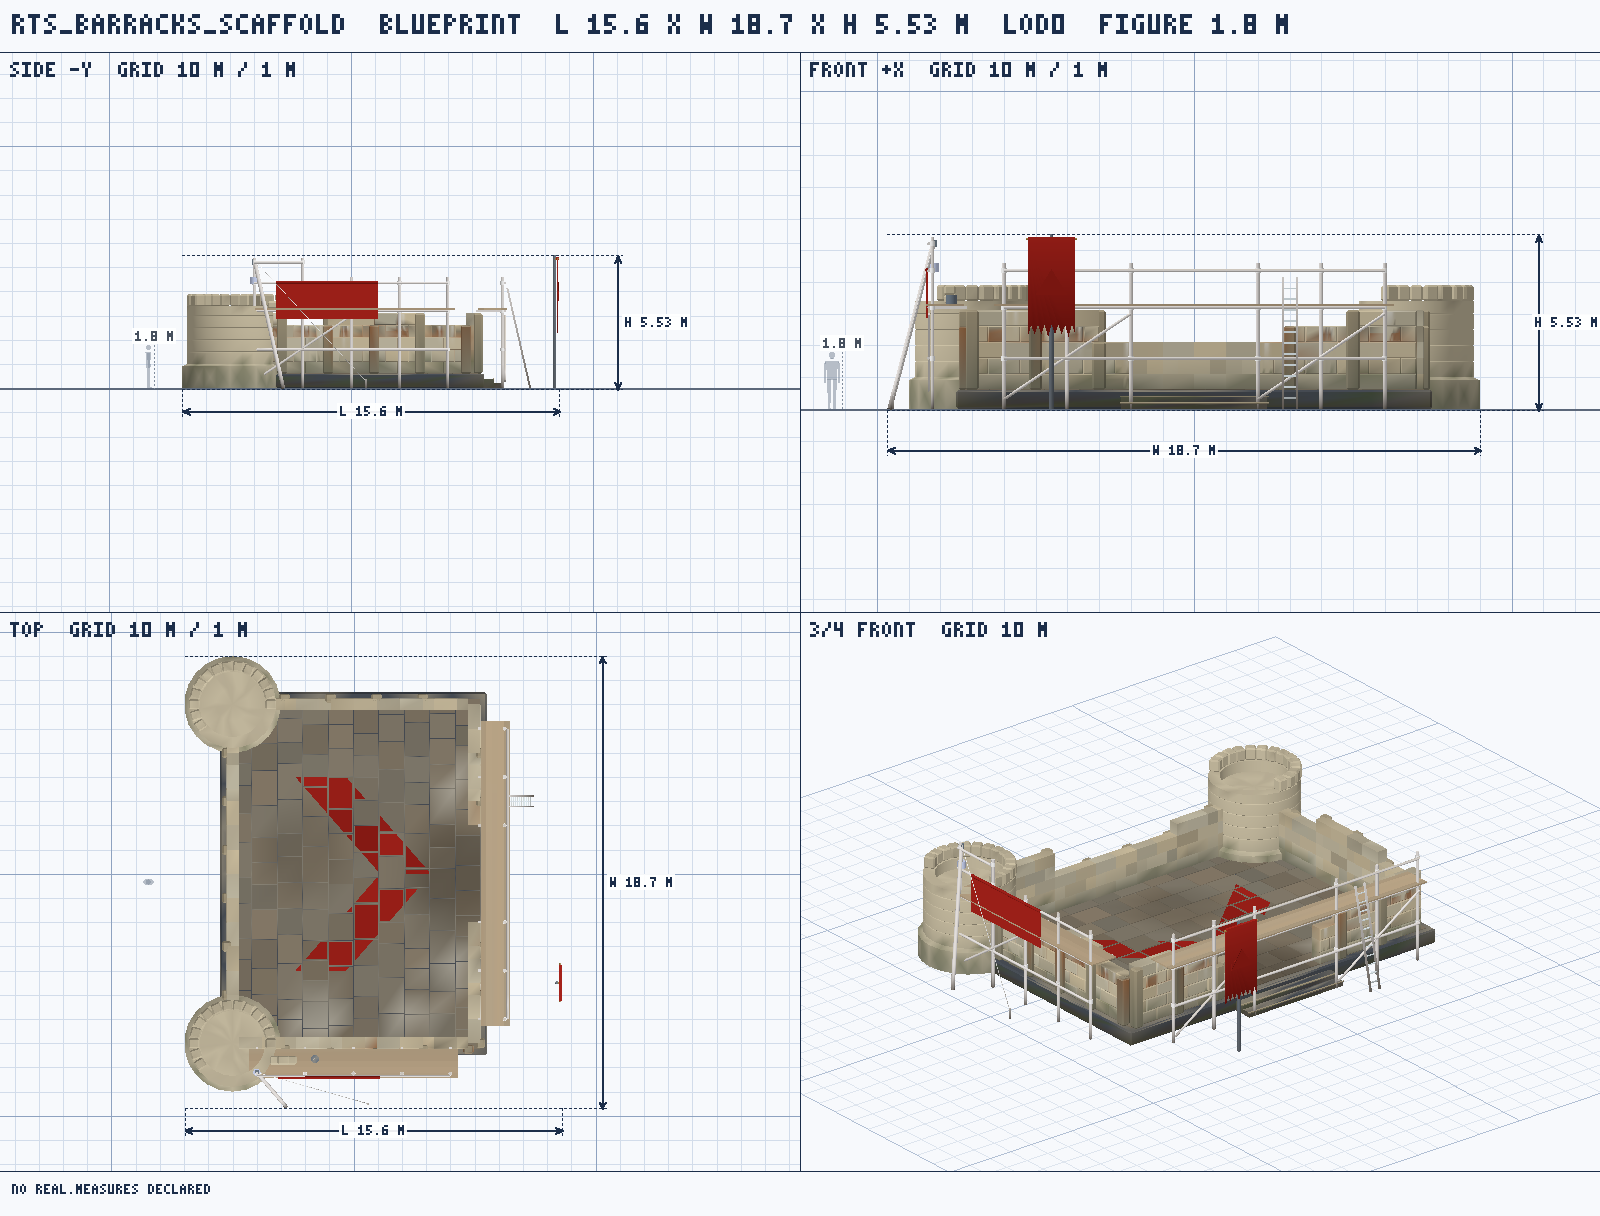 RTS_BARRACKS_SCAFFOLD  BLUEPRINT  L 15.6 X W 18.7 X H 5.53 M  LOD0  FIGURE 1.8 M
SIDE -Y  GRID 10 M / 1 M
FRONT +X  GRID 10 M / 1 M
1.8 M
H 5.53 M
L 15.6 M
1.8 M
H 5.53 M
W 18.7 M
TOP  GRID 10 M / 1 M
3/4 FRONT  GRID 10 M
W 18.7 M
L 15.6 M
NO REAL.MEASURES DECLARED